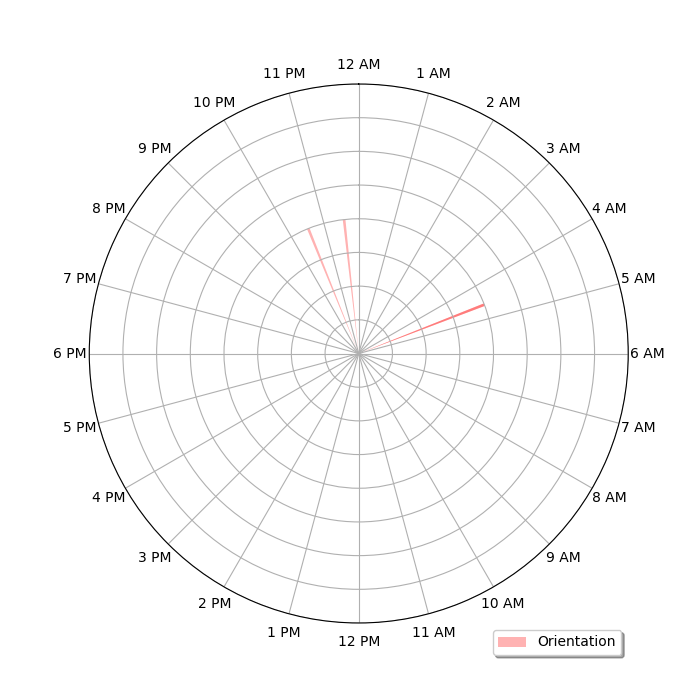 12 AM
11 PM
1 AM
10 PM
2 AM
9 PM
3 AM
8 PM
4 AM
7 PM
5 AM
6 PM
6 AM
5 PM
7 AM
4 PM
8 AM
3 PM
9 AM
2 PM
10 AM
1 PM
11 AM
12 PM
Orientation